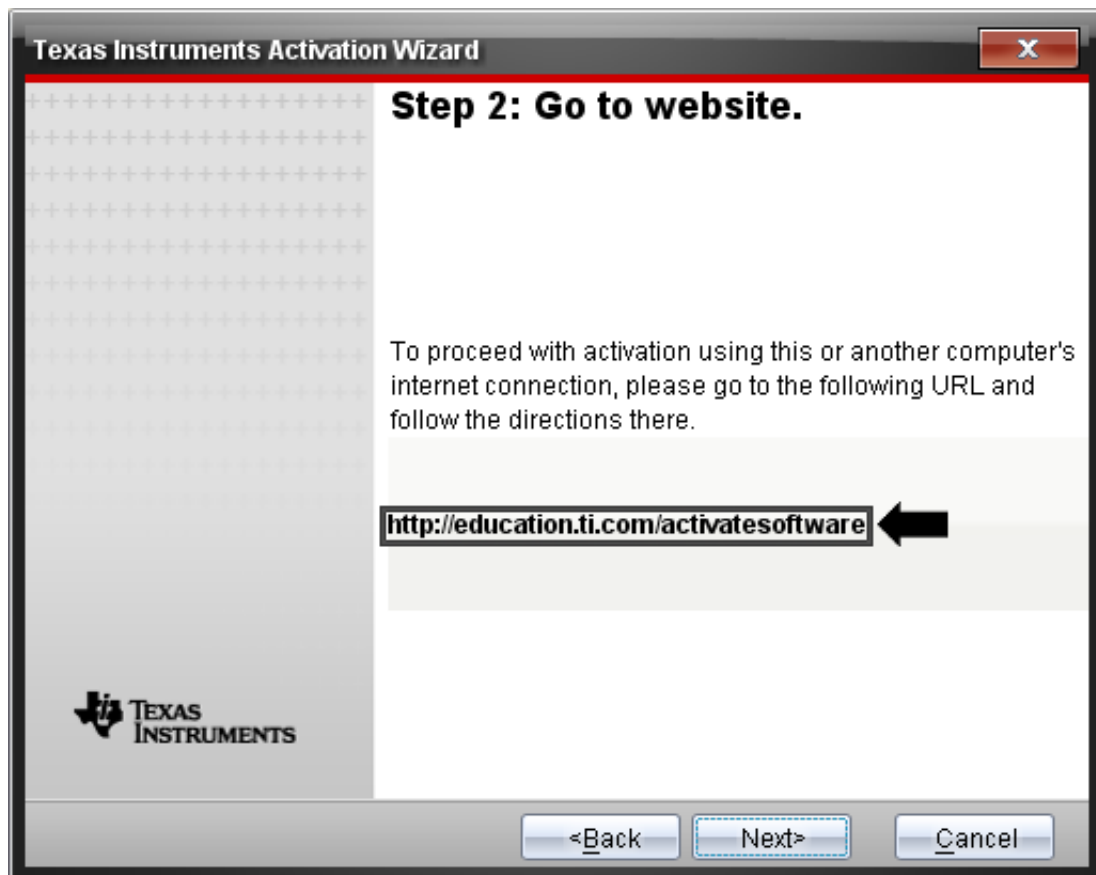 Texas Instruments Activation Wizard
X
Step 2: Go to website.
To proceed with activation using this or another computer's
internet connection, please go to the following URL and
follow the directions there.
http://education.ti.com/activatesoftware
TEXAS
INSTRUMENTS
<Back Next> Cancel